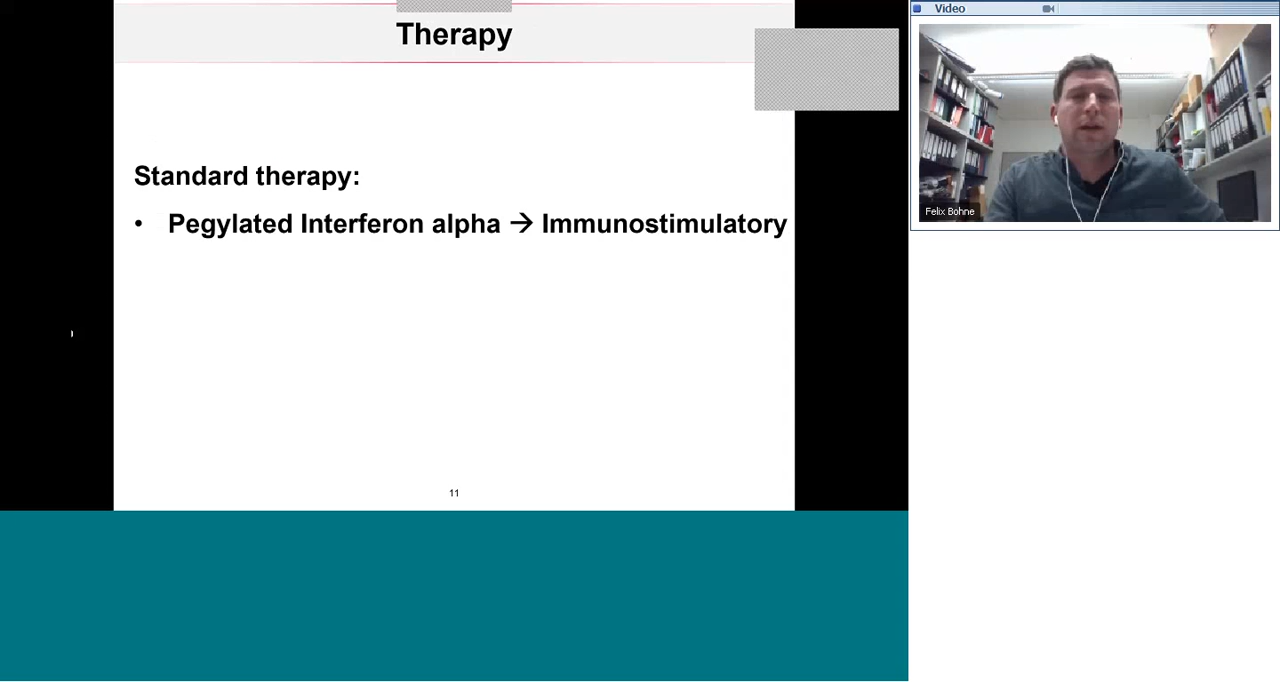 Therapy
Video
Standard therapy:
• Pegylated Interferon alpha → Immunostimulatory
Felix Bohne
11